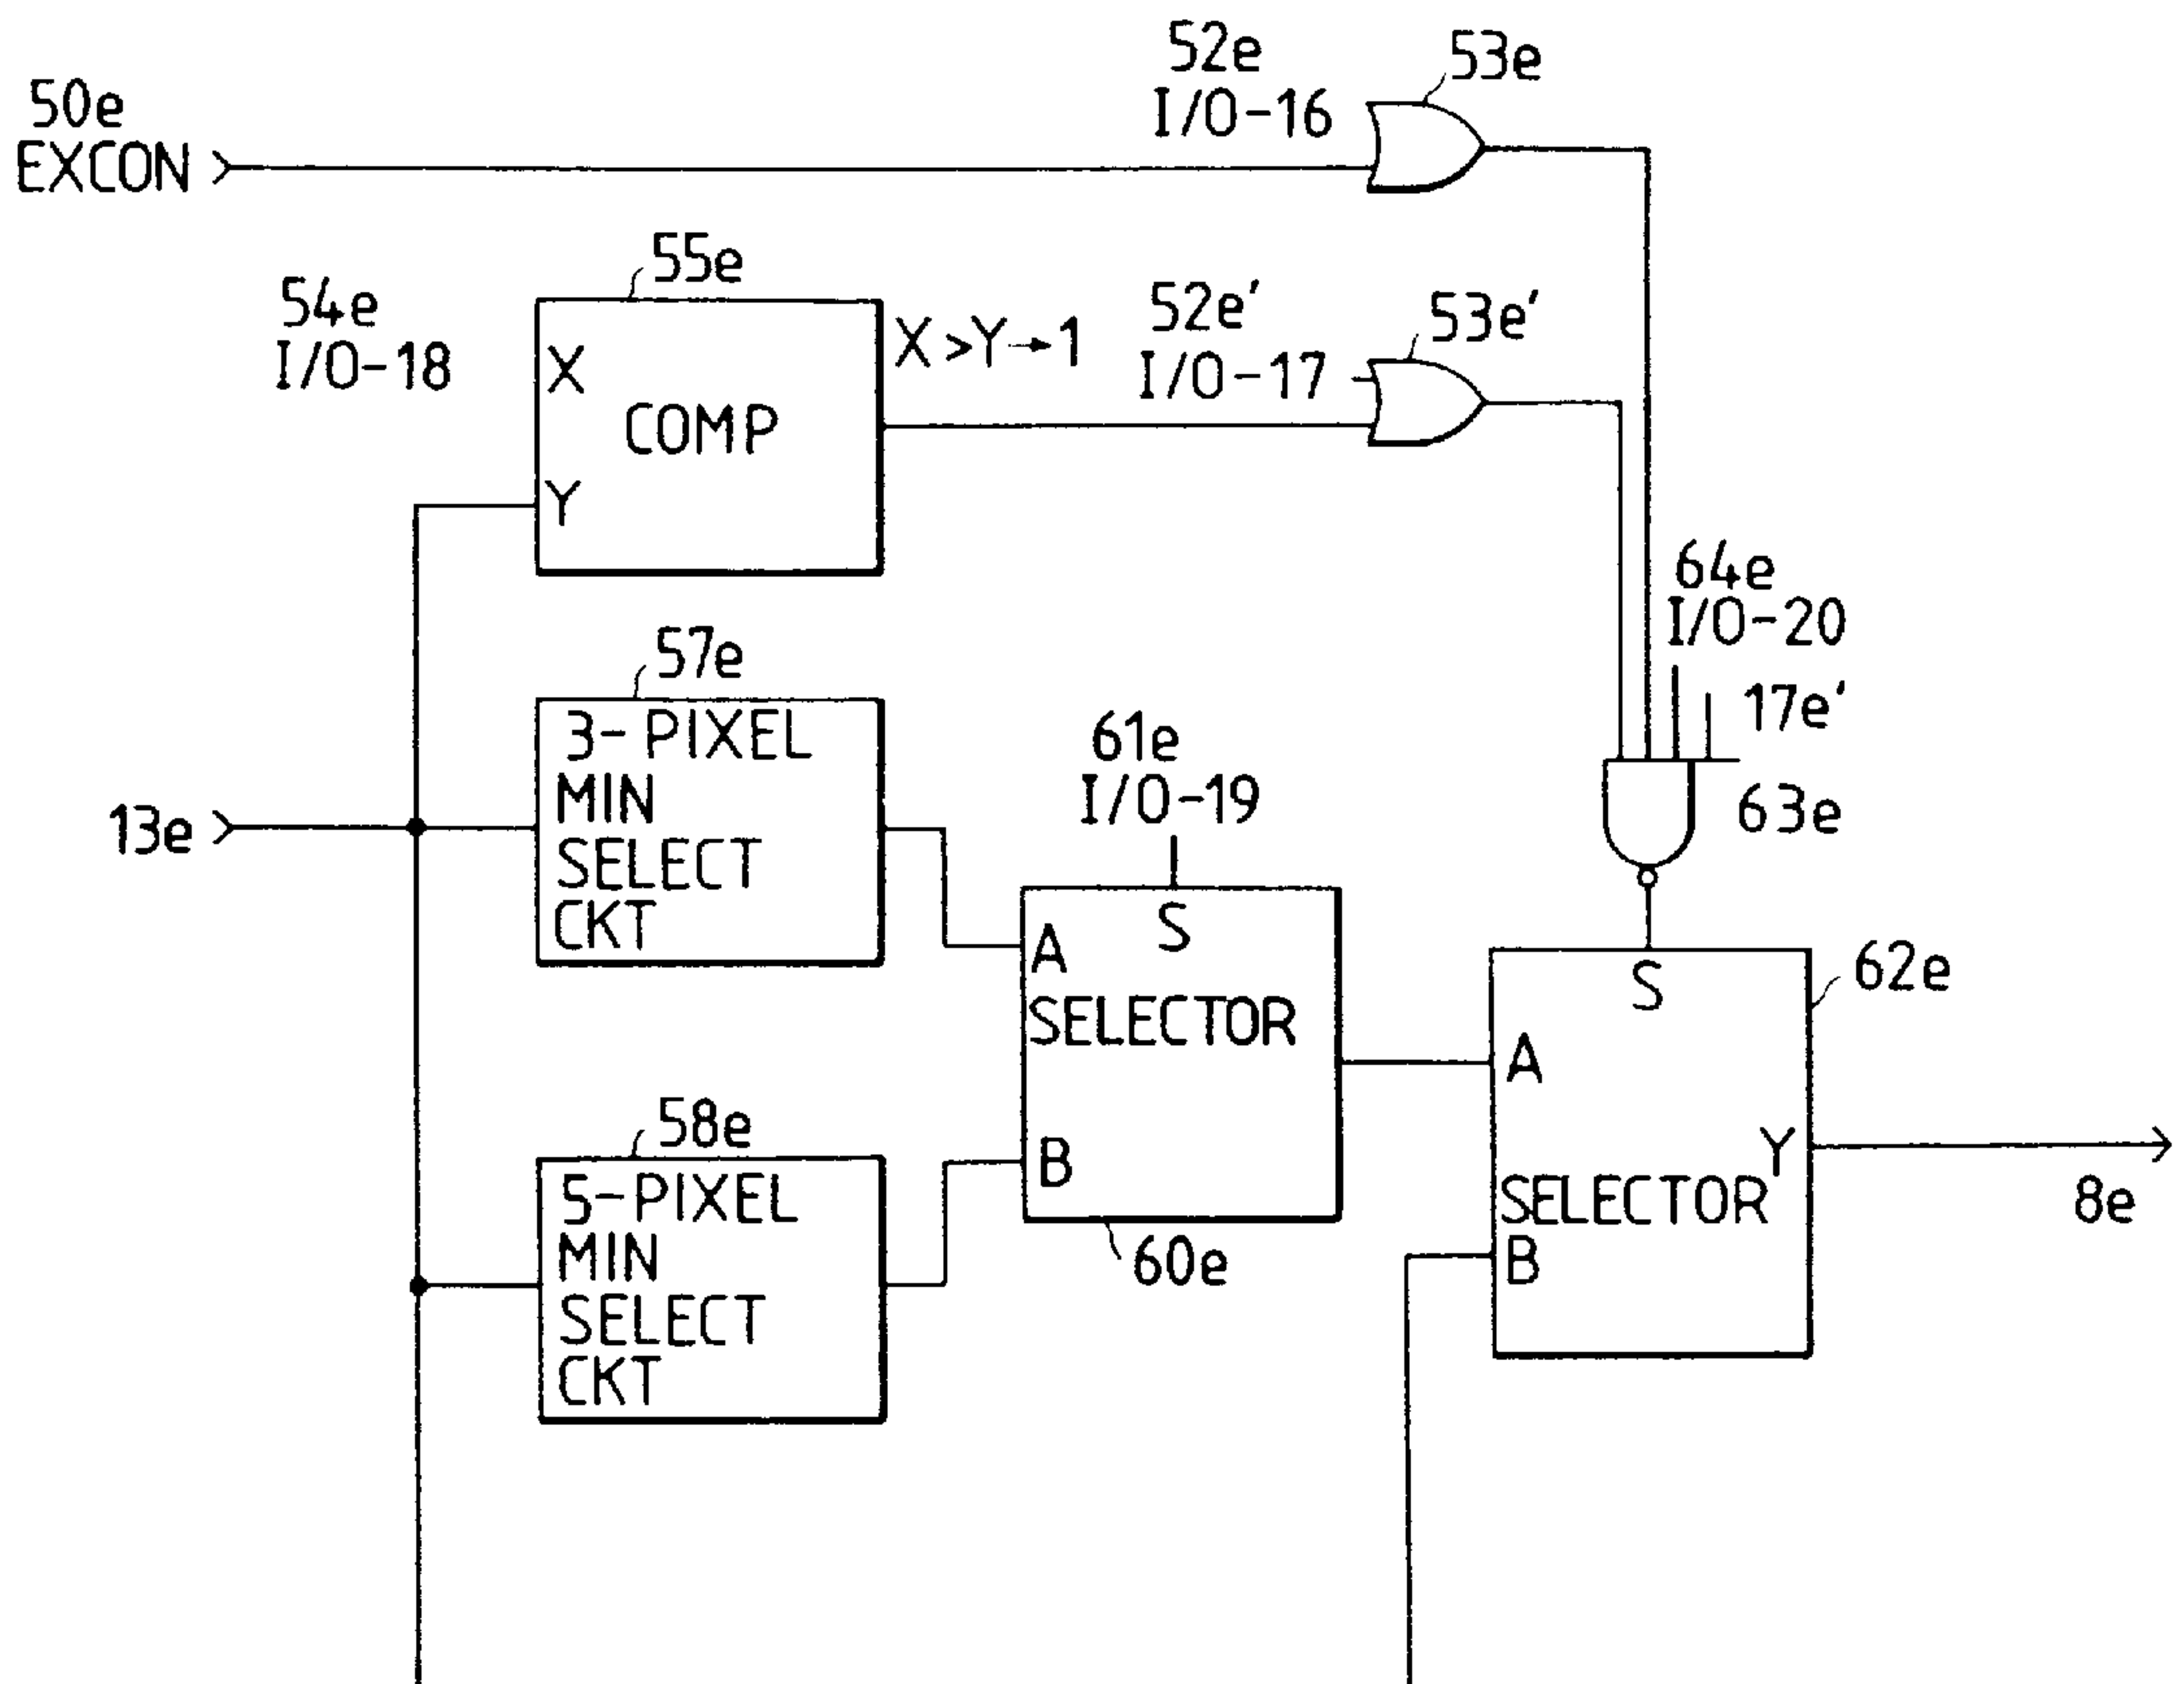 52e
I/O-16
53e
50e
EXCON
55e
54e
I/O-18
X
COMP
Y
X>Y→1
52e'
I/O-17
53e'
64e
I/O-20
17e'
63e
57e
3-PIXEL
MIN
SELECT
CKT
13e
61e
I/O-19
S
A
SELECTOR
B
60e
58e
5-PIXEL
MIN
SELECT
CKT
62e
S
A
Y
SELECTOR
B
8e